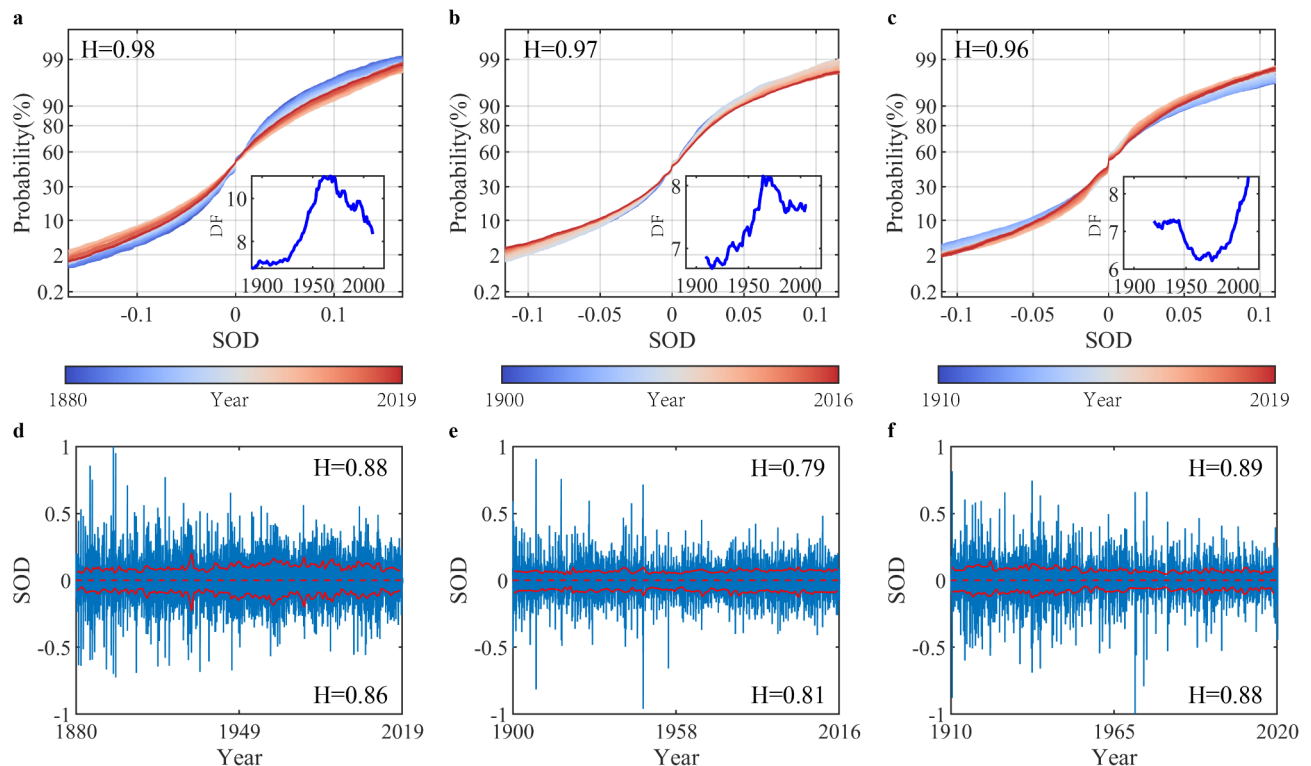 a
H=0.98
Probability(%)
99
90
80
60
30
10
2
0.2
-0.1
0
0.1
SOD
DF
10
8
1900
1950
2000
1880
Year
2019
b
H=0.97
Probability(%)
99
90
80
60
30
10
2
0.2
-0.1
-0.05
0
0.05
0.1
SOD
DF
8
7
1900
1950
2000
1900
Year
2016
c
H=0.96
Probability(%)
99
90
80
60
30
10
2
0.2
-0.1
-0.05
0
0.05
0.1
SOD
DF
8
7
6
1900
1950
2000
1910
Year
2019
d
H=0.88
SOD
1
0.5
0
-0.5
-1
H=0.86
1880
1949
2019
Year
e
H=0.79
SOD
1
0.5
0
-0.5
-1
H=0.81
1900
1958
2016
Year
f
H=0.89
SOD
1
0.5
0
-0.5
-1
H=0.88
1910
1965
2020
Year